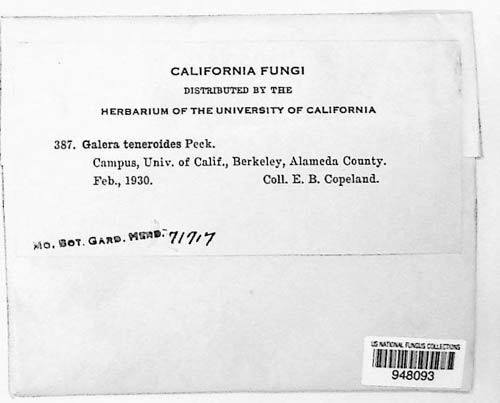 CALIFORNIA FUNGI
DISTRIBUTED BY THE
HERBARIUM OF THE UNIVERSITY OF CALIFORNIA
387. Galera teneroides Peck.
Campus, Univ. of Calif., Berkeley, Alameda County.
Feb., 1930. Coll. E. B. Copeland.
MO. BOT. GARD. HERB. 71717
US NATIONAL FUNGUS COLLECTIONS
948093